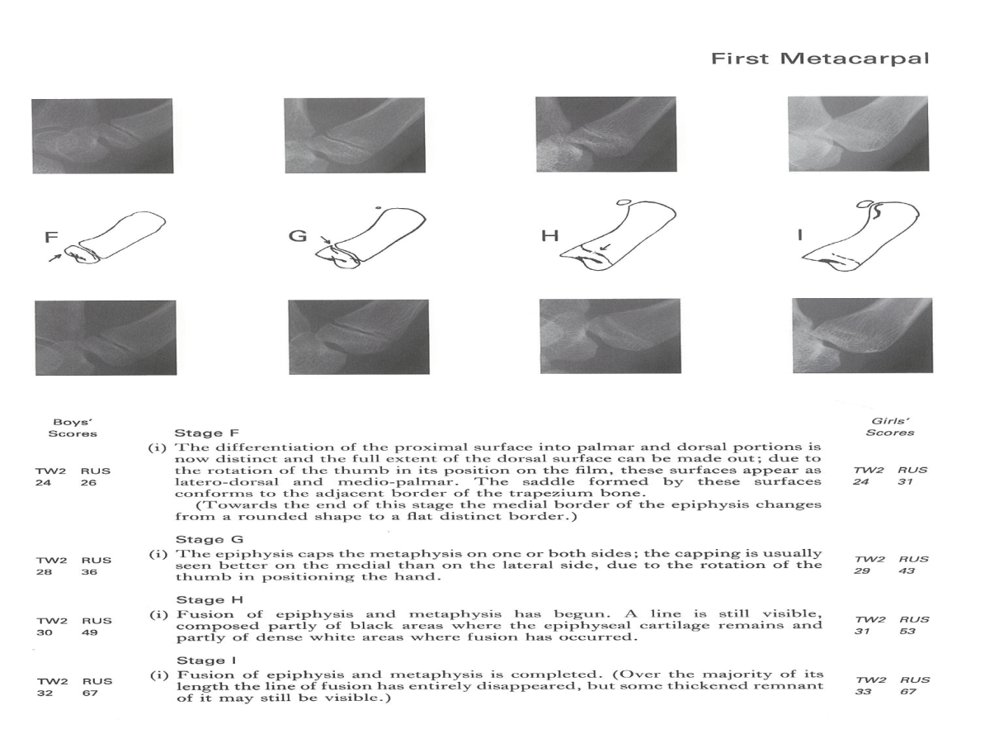 First Metacarpal
F
G
H
I
Boys'
Scores
Girls'
Scores
Stage F
(i) The differentiation of the proximal surface into palmar and dorsal portions is
now distinct and the full extent of the dorsal surface can be made out; due to
the rotation of the thumb in its position on the film, these surfaces appear as
latero-dorsal and medio-palmar. The saddle formed by these surfaces
conforms to the adjacent border of the trapezium bone.
(Towards the end of this stage the medial border of the epiphysis changes
from a rounded shape to a flat distinct border.)
TW2 RUS
24 26
TW2 RUS
24 31
Stage G
(i) The epiphysis caps the metaphysis on one or both sides; the capping is usually
seen better on the medial than on the lateral side, due to the rotation of the
thumb in positioning the hand.
TW2 RUS
28 36
TW2 RUS
29 43
Stage H
(i) Fusion of epiphysis and metaphysis has begun. A line is still visible,
composed partly of black areas where the epiphyseal cartilage remains and
partly of dense white areas where fusion has occurred.
TW2 RUS
30 49
TW2 RUS
31 53
Stage I
(i) Fusion of epiphysis and metaphysis is completed. (Over the majority of its
length the line of fusion has entirely disappeared, but some thickened remnant
of it may still be visible.)
TW2 RUS
32 67
TW2 RUS
33 67